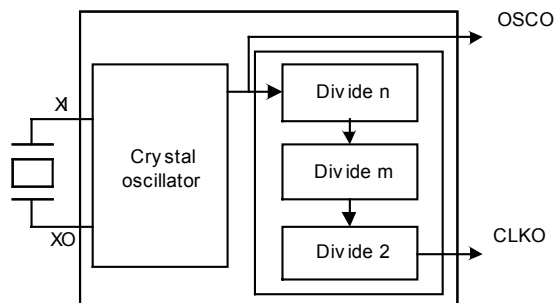 OSCO
XI
Divide n
Crystal
oscillator
Divide m
XO
Divide 2
CLKO